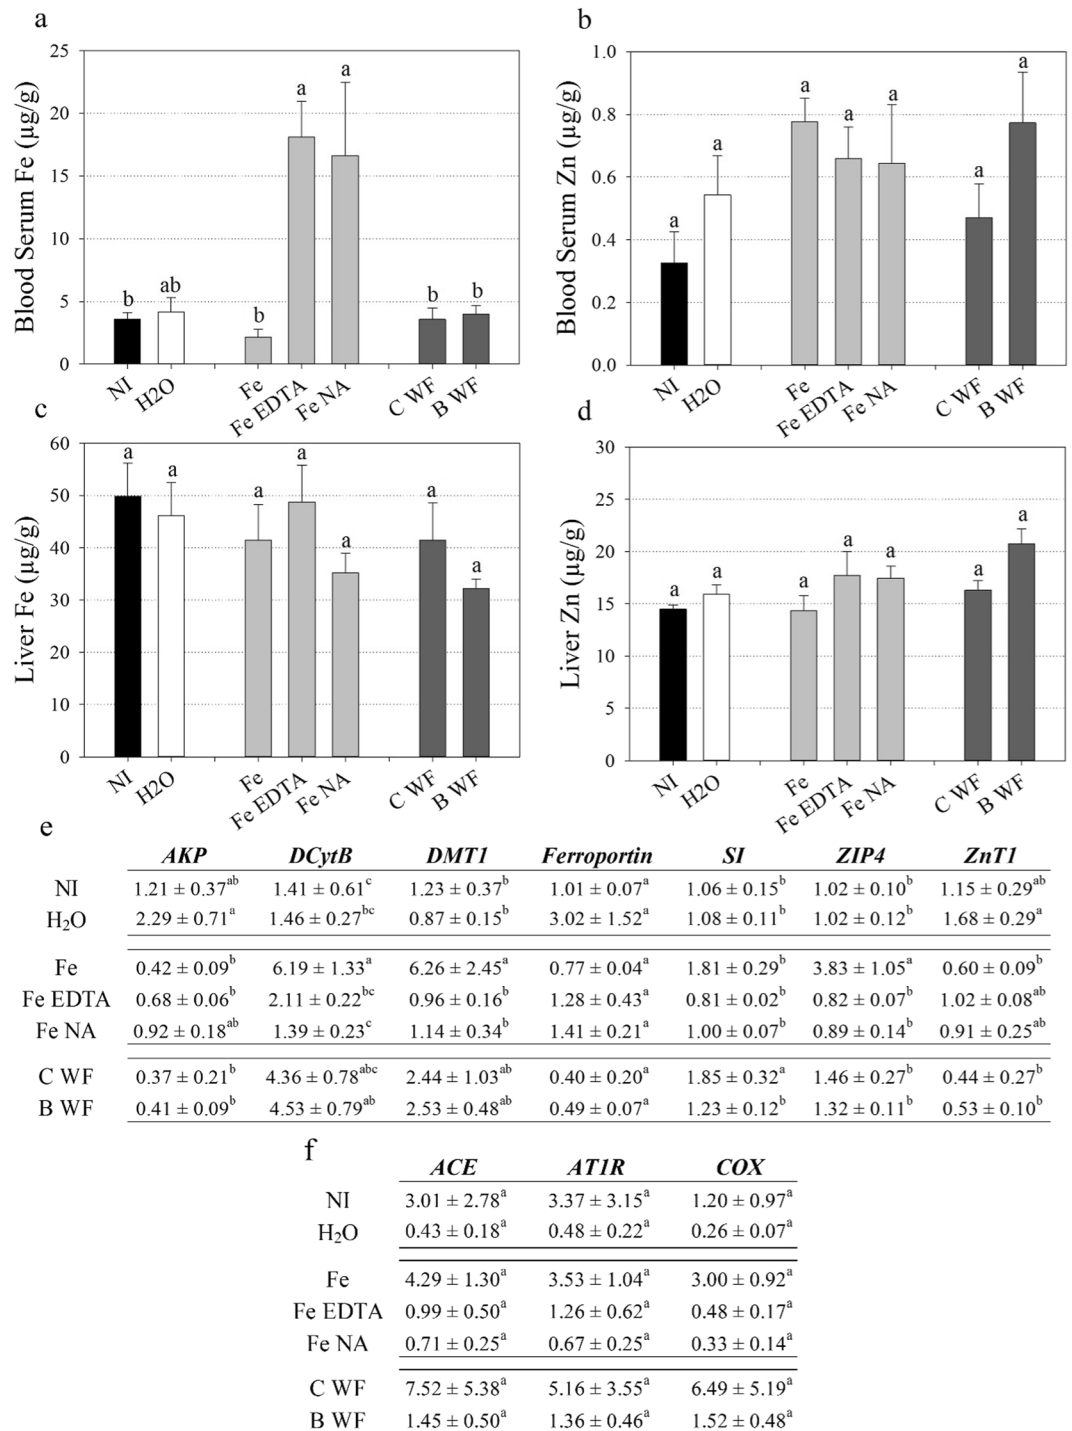 a
b
Blood Serum Fe (µg/g)
25
20
15
10
5
0
b
ab
b
a
a
b
b
NI
H2O
Fe
Fe EDTA
Fe NA
C WF
B WF
Blood Serum Zn (µg/g)
1.0
0.8
0.6
0.4
0.2
0.0
a
a
a
a
a
a
a
NI
H2O
Fe
Fe EDTA
Fe NA
C WF
B WF
c
d
Liver Fe (µg/g)
60
50
40
30
20
10
0
a
a
a
a
a
a
a
NI
H2O
Fe
Fe EDTA
Fe NA
C WF
B WF
Liver Zn (µg/g)
30
25
20
15
10
5
0
a
a
a
a
a
a
a
NI
H2O
Fe
Fe EDTA
Fe NA
C WF
B WF
e
AKP DCytB DMT1 Ferroportin SI ZIP4 ZnT1
NI 1.21 ± 0.37ab 1.41 ± 0.61c 1.23 ± 0.37b 1.01 ± 0.07a 1.06 ± 0.15b 1.02 ± 0.10b 1.15 ± 0.29ab
H2O 2.29 ± 0.71a 1.46 ± 0.27bc 0.87 ± 0.15b 3.02 ± 1.52a 1.08 ± 0.11b 1.02 ± 0.12b 1.68 ± 0.29a
Fe 0.42 ± 0.09b 6.19 ± 1.33a 6.26 ± 2.45a 0.77 ± 0.04a 1.81 ± 0.29b 3.83 ± 1.05a 0.60 ± 0.09b
Fe EDTA 0.68 ± 0.06b 2.11 ± 0.22bc 0.96 ± 0.16b 1.28 ± 0.43a 0.81 ± 0.02b 0.82 ± 0.07b 1.02 ± 0.08ab
Fe NA 0.92 ± 0.18ab 1.39 ± 0.23c 1.14 ± 0.34b 1.41 ± 0.21a 1.00 ± 0.07b 0.89 ± 0.14b 0.91 ± 0.25ab
C WF 0.37 ± 0.21b 4.36 ± 0.78abc 2.44 ± 1.03ab 0.40 ± 0.20a 1.85 ± 0.32a 1.46 ± 0.27b 0.44 ± 0.27b
B WF 0.41 ± 0.09b 4.53 ± 0.79ab 2.53 ± 0.48ab 0.49 ± 0.07a 1.23 ± 0.12b 1.32 ± 0.11b 0.53 ± 0.10b
f
ACE AT1R COX
NI 3.01 ± 2.78a 3.37 ± 3.15a 1.20 ± 0.97a
H2O 0.43 ± 0.18a 0.48 ± 0.22a 0.26 ± 0.07a
Fe 4.29 ± 1.30a 3.53 ± 1.04a 3.00 ± 0.92a
Fe EDTA 0.99 ± 0.50a 1.26 ± 0.62a 0.48 ± 0.17a
Fe NA 0.71 ± 0.25a 0.67 ± 0.25a 0.33 ± 0.14a
C WF 7.52 ± 5.38a 5.16 ± 3.55a 6.49 ± 5.19a
B WF 1.45 ± 0.50a 1.36 ± 0.46a 1.52 ± 0.48a